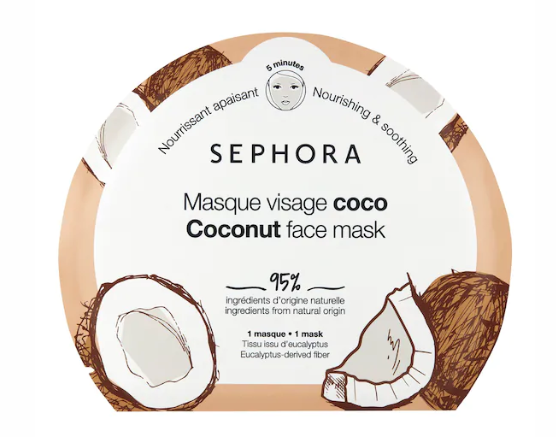 5 minutes
Nourrissant apaisant
Nourishing & soothing
SEPHORA
Masque visage coco
Coconut face mask
95%
ingrédients d'origine naturelle
ingredients from natural origin
1 masque • 1 mask
Tissu issu d'eucalyptus
Eucalyptus-derived fiber